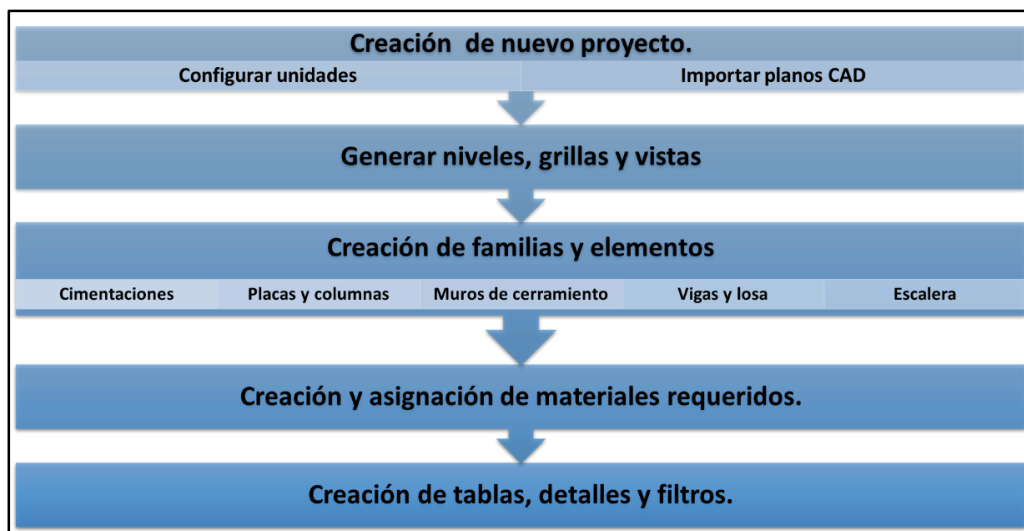 Creación de nuevo proyecto.
Configurar unidades Importar planos CAD
Generar niveles, grillas y vistas
Creación de familias y elementos
Cimentaciones Placas y columnas Muros de cerramiento Vigas y losa Escalera
Creación y asignación de materiales requeridos.
Creación de tablas, detalles y filtros.